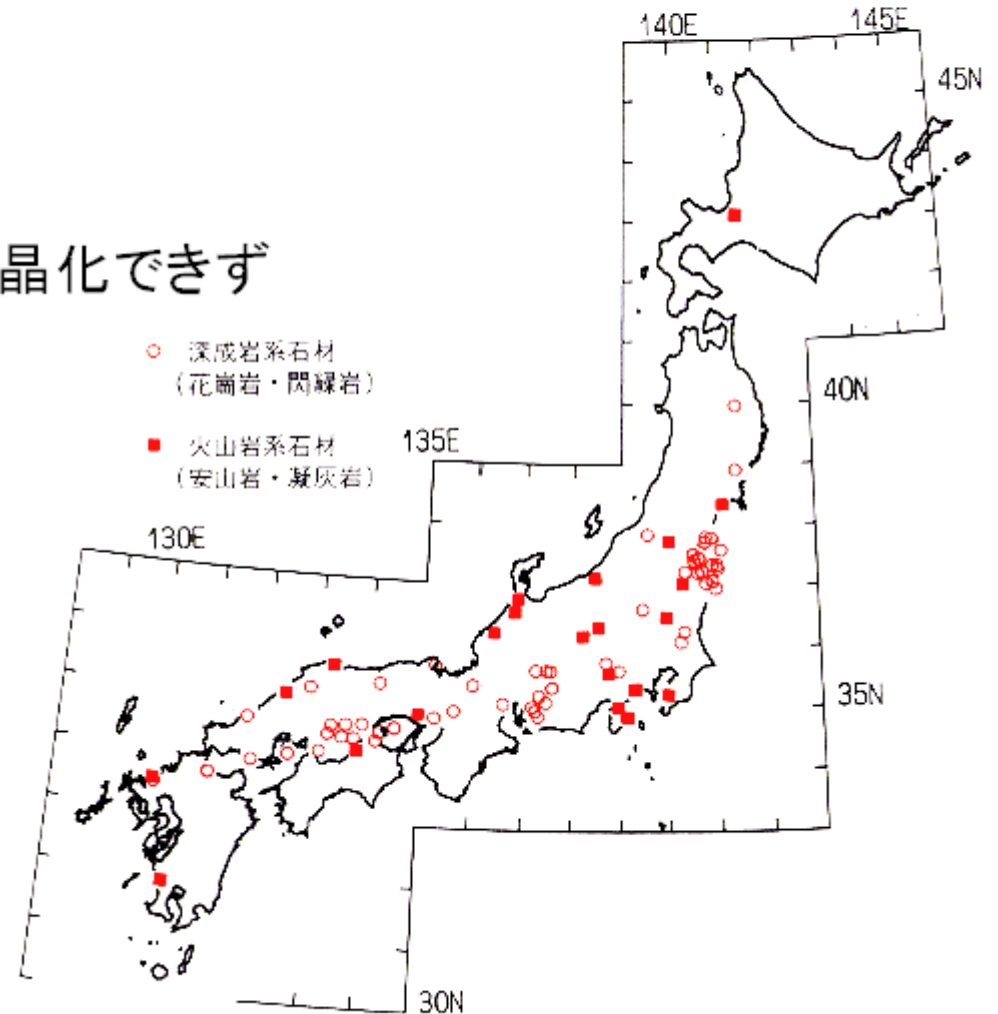 140E
145E
45N
晶化できず
深成岩系石材
(花崗岩・閃緑岩)
40N
火山岩系石材
135E
(安山岩・凝灰岩)
130E
35N
30N